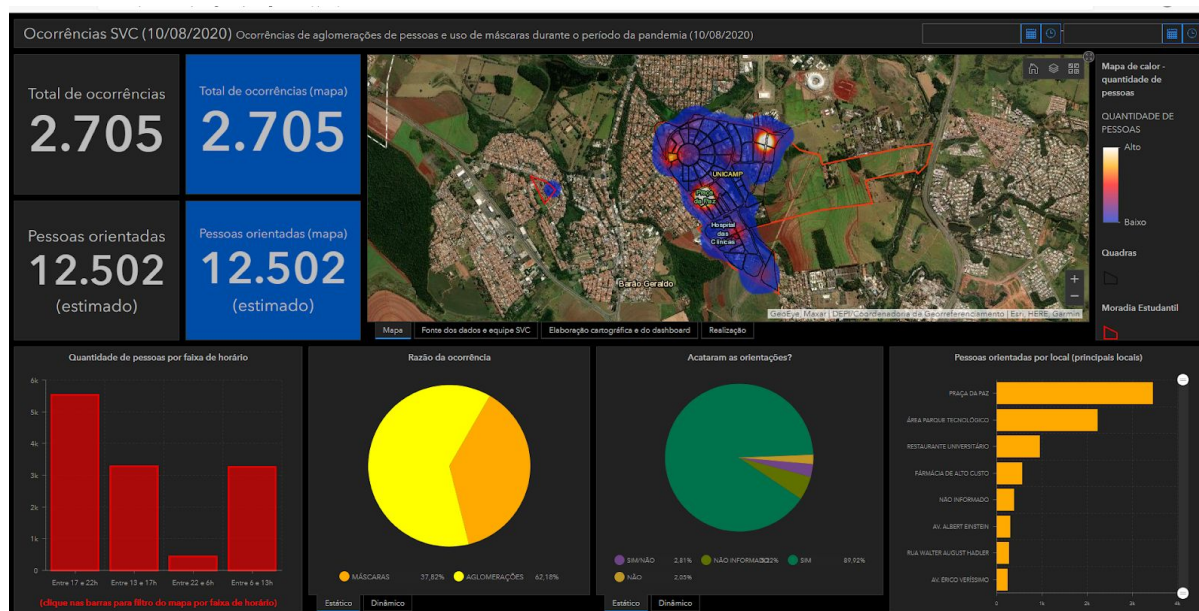 Ocorrências SVC (10/08/2020) Ocorrências de aglomerações de pessoas e uso de máscaras durante o período da pandemia (10/08/2020)
Total de ocorrências
2.705
Total de ocorrências (mapa)
2.705
Pessoas orientadas
12.502
(estimado)
Pessoas orientadas (mapa)
12.502
(estimado)
UNICAMP
Praça
da Paz
Hospital
das
Clínicas
Barão Geraldo
+
−
GeoEye, Maxar | DEPI/Coordenadoria de Georreferenciamento | Esri, HERE, Garmin
Mapa
Fonte dos dados e equipe SVC
Elaboração cartográfica e do dashboard
Realização
Mapa de calor -
quantidade de
pessoas
QUANTIDADE DE
PESSOAS
Alto
Baixo
Quadras
Moradia Estudantil
Quantidade de pessoas por faixa de horário
6k
5k
4k
3k
2k
1k
0
Entre 17 e 22h
Entre 13 e 17h
Entre 22 e 6h
Entre 6 e 13h
(clique nas barras para filtro do mapa por faixa de horário)
Razão da ocorrência
MÁSCARAS 37,82%
AGLOMERAÇÕES 62,18%
Estático
Dinâmico
Acataram as orientações?
SIM/NÃO 2,81%
NÃO INFORMADO
SIM 89,92%
NÃO 2,05%
Estático
Dinâmico
Pessoas orientadas por local (principais locais)
PRAÇA DA PAZ
ÁREA PARQUE TECNOLÓGICO
RESTAURANTE UNIVERSITÁRIO
FÁRMÁCIA DE ALTO CUSTO
NÃO INFORMADO
AV. ALBERT EINSTEIN
RUA WALTER AUGUST HADLER
AV. ÉRICO VERÍSSIMO
0
1k
2k
3k
4k